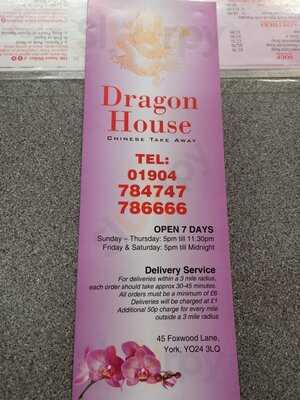 Dragon
House
CHINESE TAKE AWAY
TEL:
01904
784747
786666
OPEN 7 DAYS
Sunday – Thursday: 5pm till 11.30pm
Friday & Saturday: 5pm till Midnight
Delivery Service
For deliveries within a 3 mile radius,
each order should take approx 30-45 minutes.
All orders must be a minimum of £6
Deliveries will be charged at £1
Additional 50p charge for every mile
outside a 3 mile radius
45 Foxwood Lane,
York, YO24 3LQ